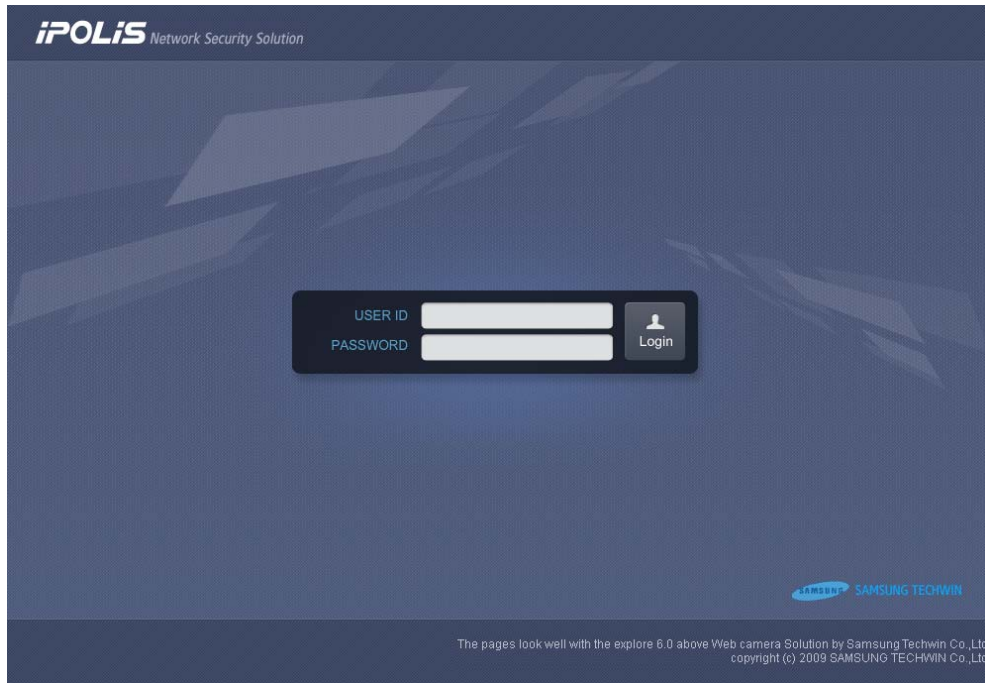 iPOLiS Network Security Solution
USER ID
PASSWORD
Login
SAMSUNG SAMSUNG TECHWIN
The pages look well with the explore 6.0 above Web camera Solution by Samsung Techwin Co.,Ltd
copyright (c) 2009 SAMSUNG TECHWIN Co.,Ltd